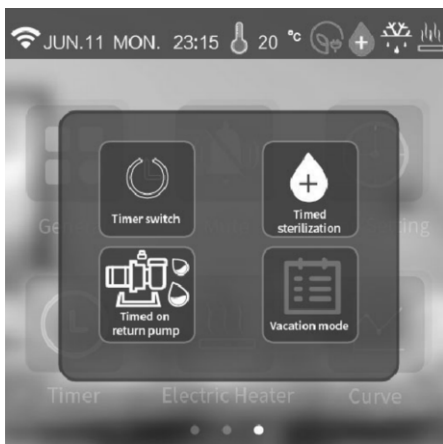 JUN.11 MON. 23:15 20 °C
Timer switch
Timed
sterilization
Timed on
return pump
Vacation mode
Timer Electric Heater Curve